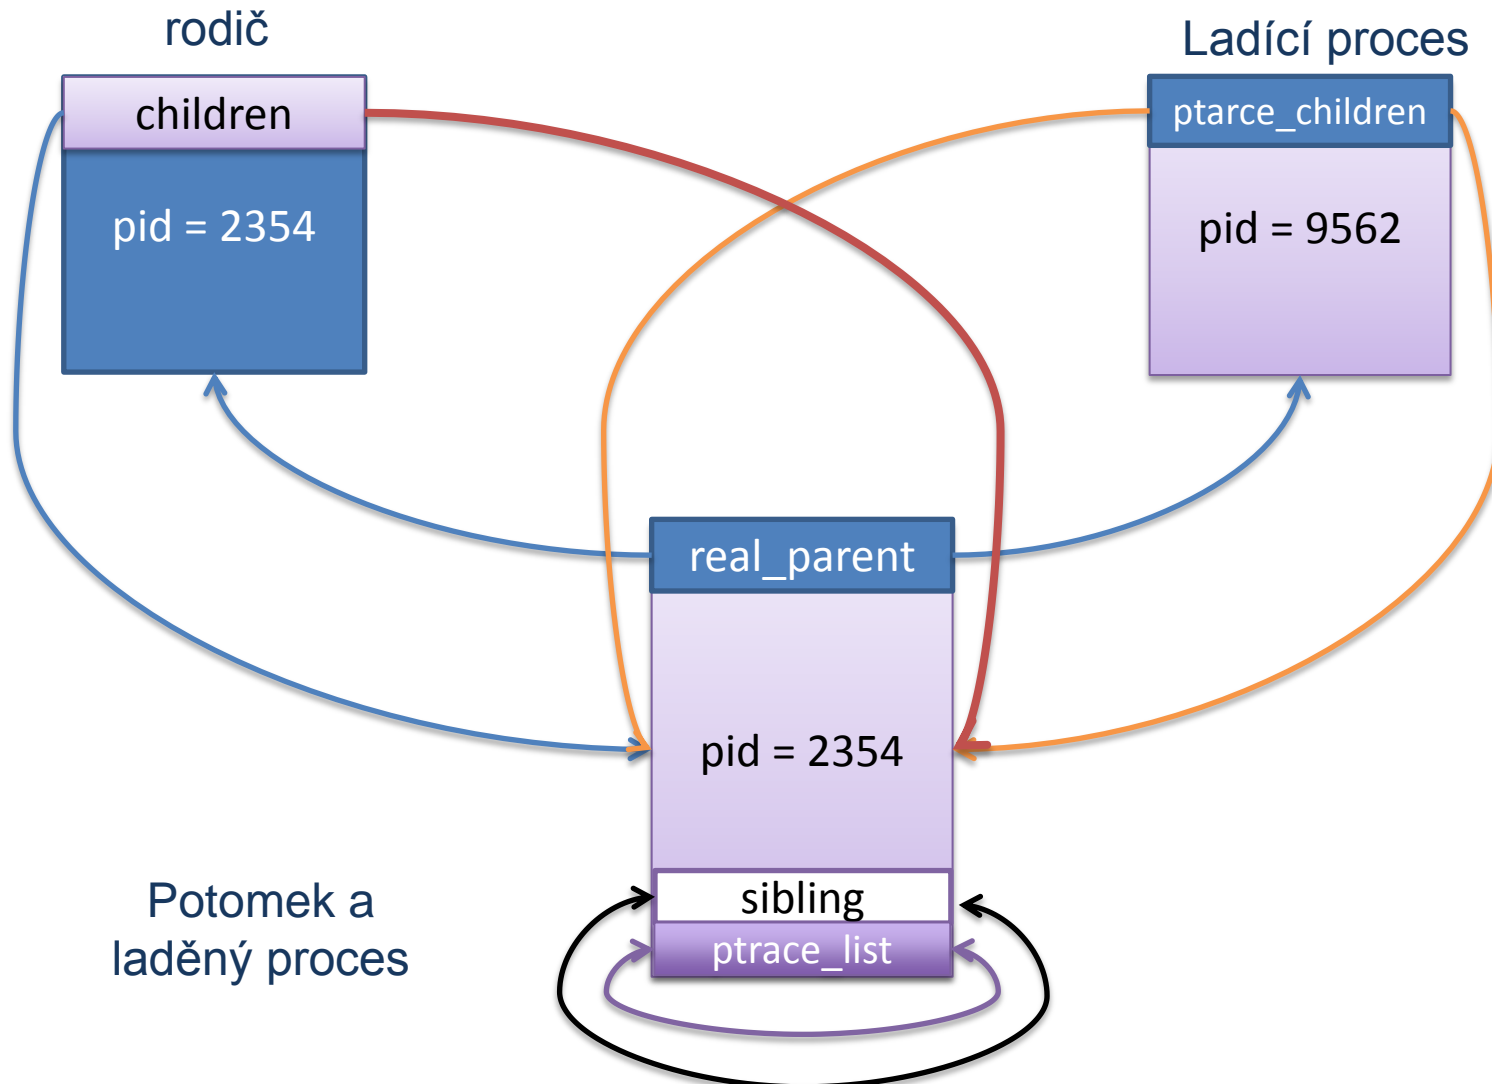 rodič
children
pid = 2354
Ladící proces
ptarce_children
pid = 9562
real_parent
pid = 2354
sibling
ptrace_list
Potomek a
laděný proces